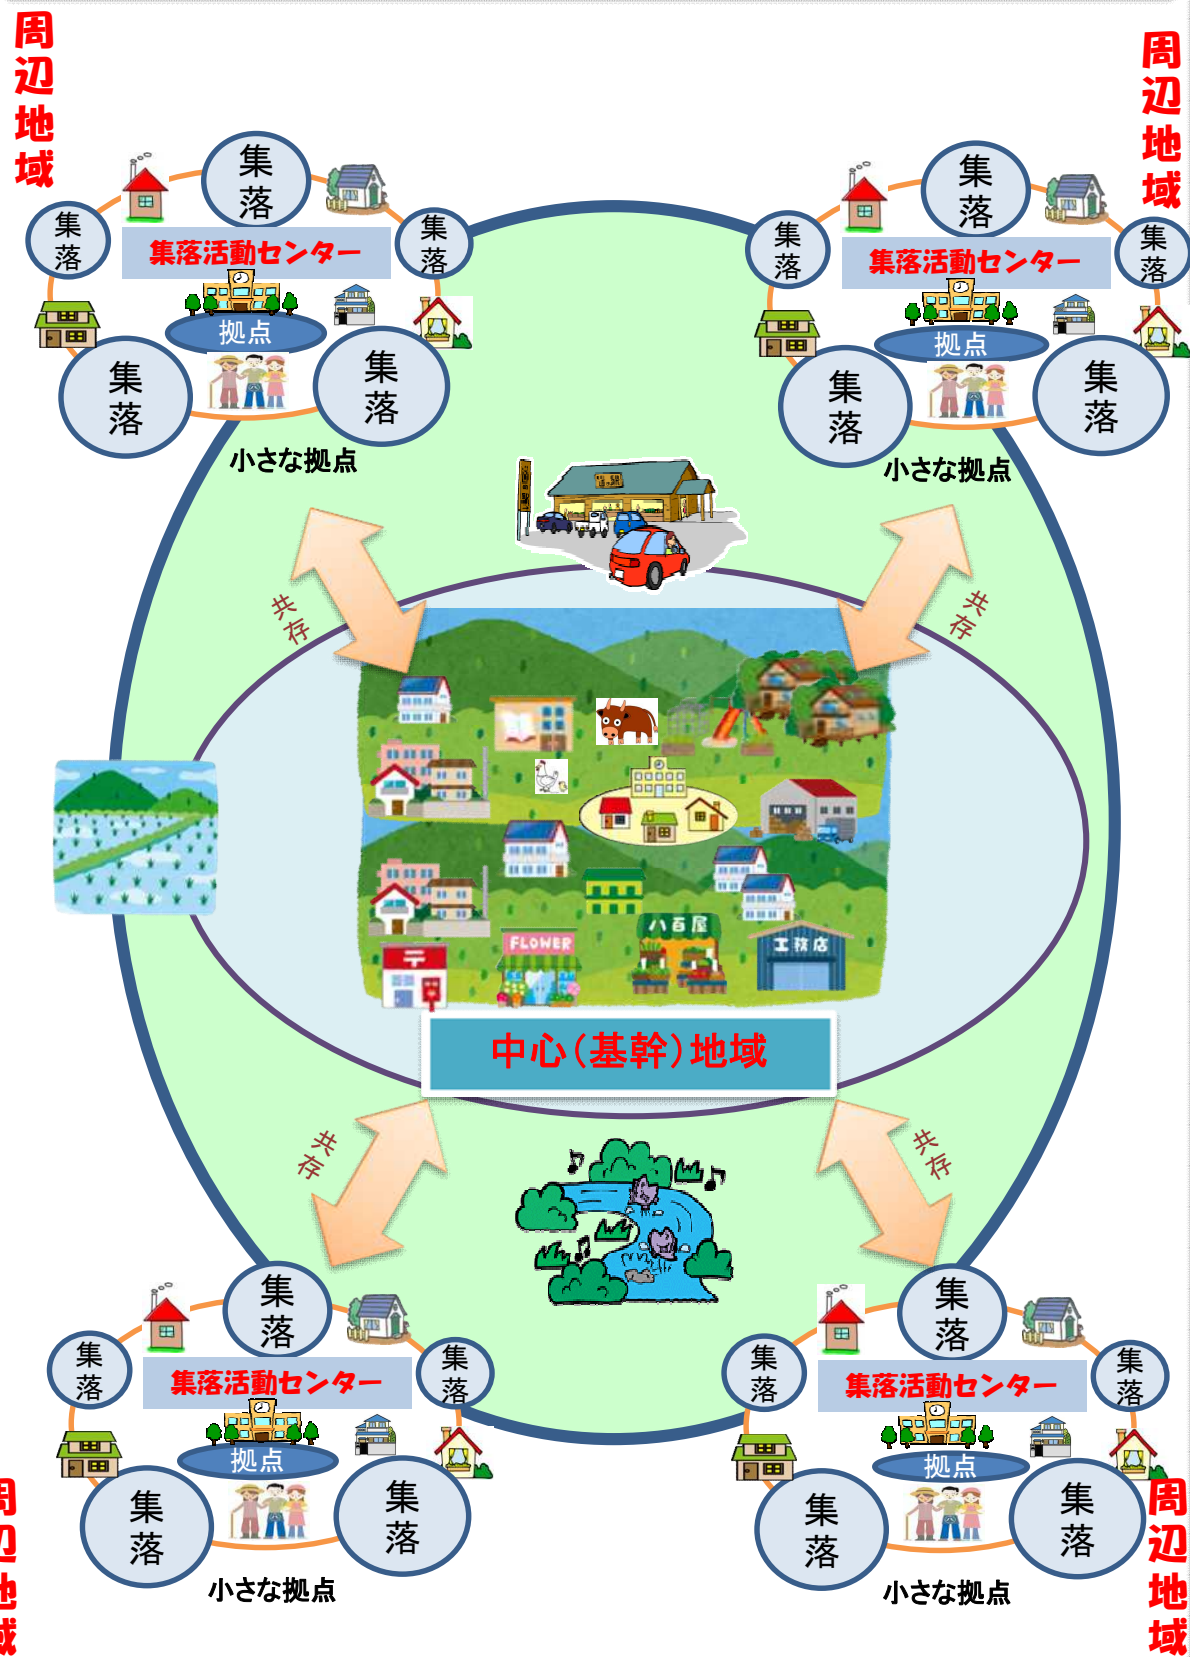 周辺地域
周辺地域
集落
集落
集落
集落活動センター
拠点
集落
集落
小さな拠点
集落
集落
集落
集落活動センター
拠点
集落
集落
小さな拠点
共存
共存
FLOWER
八百屋
工務店
〒
中心(基幹)地域
共存
共存
集落
集落
集落
集落活動センター
拠点
集落
集落
小さな拠点
集落
集落
集落
集落活動センター
拠点
集落
集落
小さな拠点
周辺地域
周辺地域